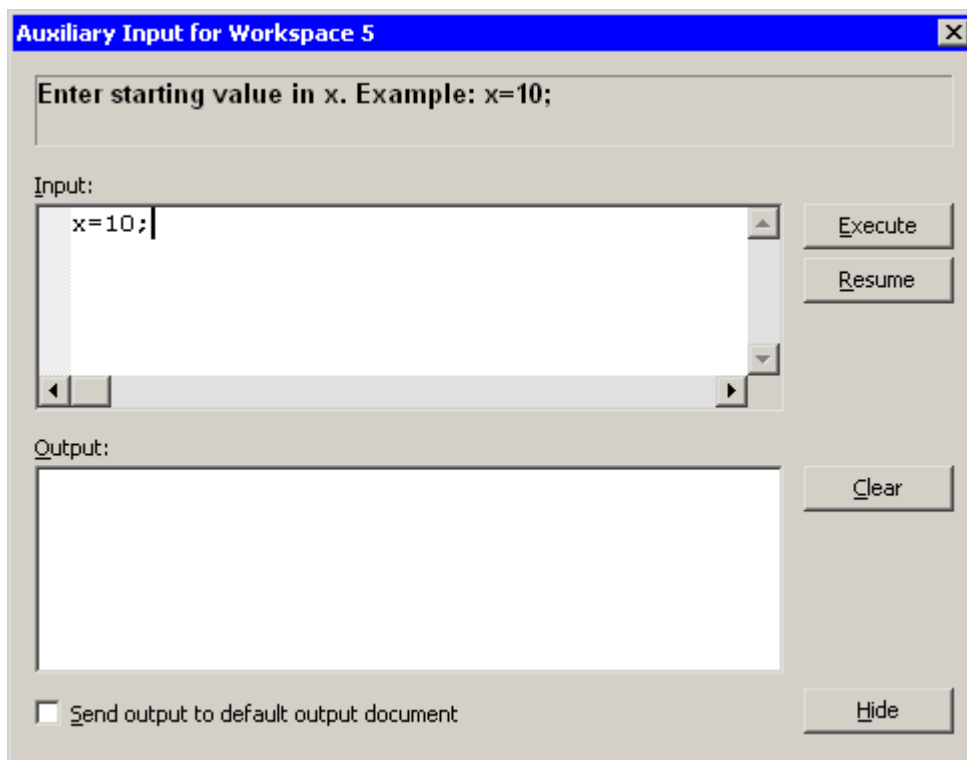 Auxiliary Input for Workspace 5
Enter starting value in x. Example: x=10;
Input:
x=10;
Execute
Resume
Output:
Clear
Send output to default output document
Hide